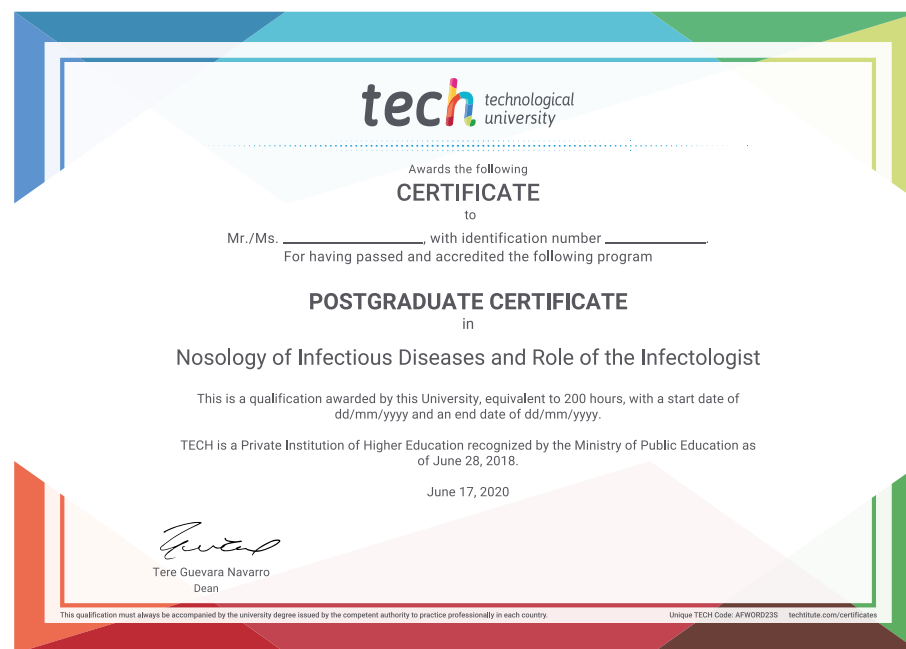 tech technological
university
Awards the following
CERTIFICATE
to
Mr./Ms. ____________________, with identification number ______________.
For having passed and accredited the following program
POSTGRADUATE CERTIFICATE
in
Nosology of Infectious Diseases and Role of the Infectologist
This is a qualification awarded by this University, equivalent to 200 hours, with a start date of
dd/mm/yyyy and an end date of dd/mm/yyyy.
TECH is a Private Institution of Higher Education recognized by the Ministry of Public Education as
of June 28, 2018.
June 17, 2020
Tere Guevara Navarro
Dean
This qualification must always be accompanied by the university degree issued by the competent authority to practice professionally in each country. Unique TECH Code: AFWORD23S techtitute.com/certificates